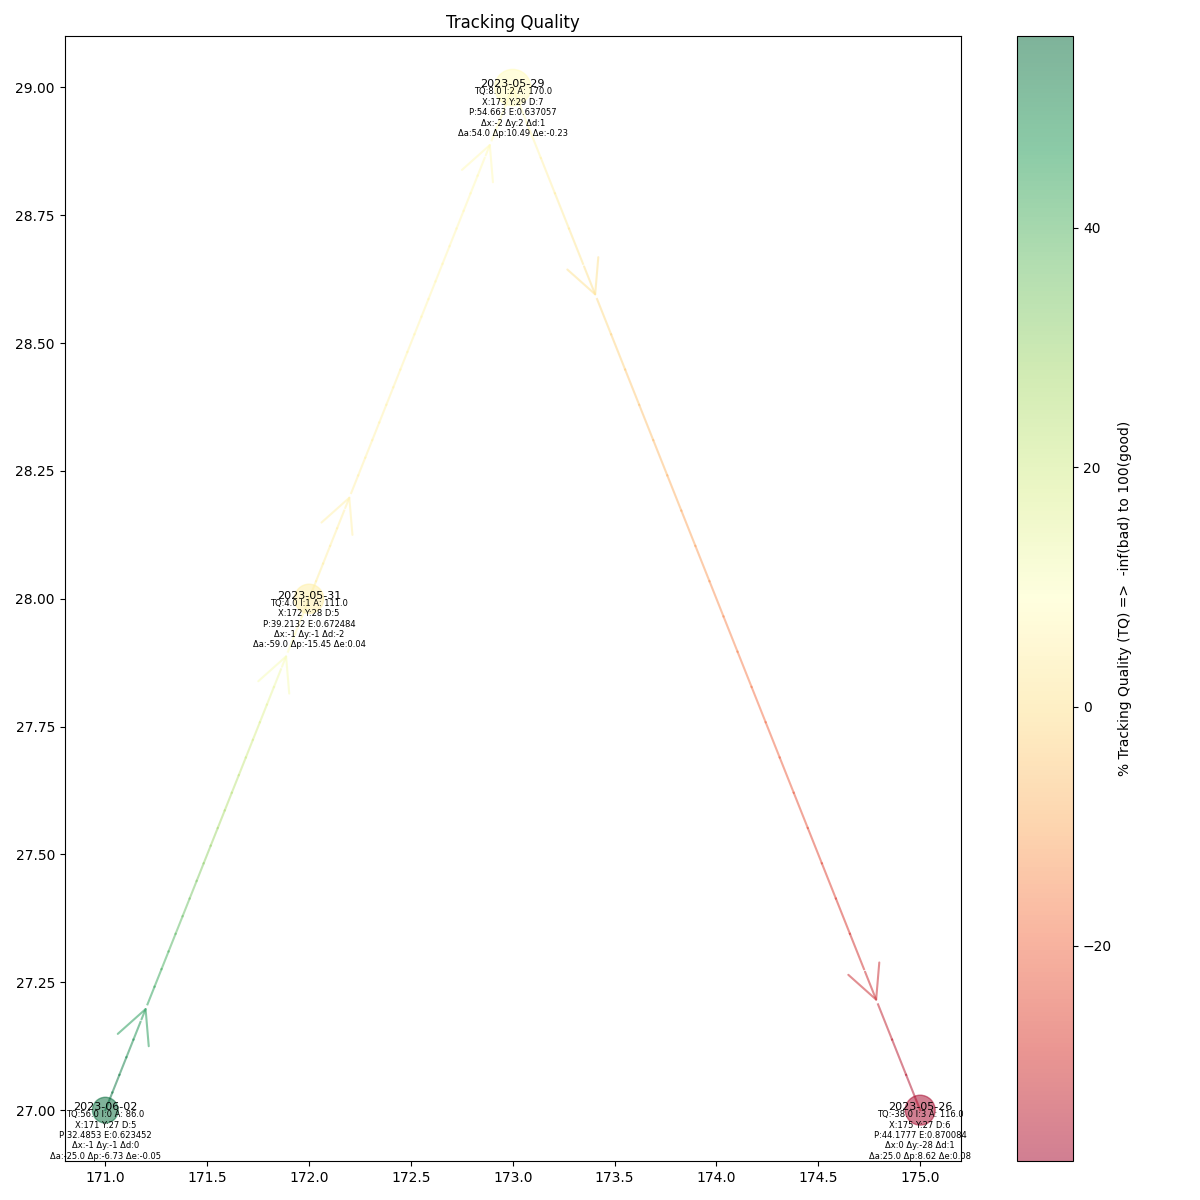 Tracking Quality
29.00
28.75
28.50
28.25
28.00
27.75
27.50
27.25
27.00
2023-05-29
TQ:8.0 I:2 A: 170.0
X:173 Y:29 D:7
P:54.663 E:0.637057
Δx:-2 Δy:2 Δd:1
Δa:54.0 Δp:10.49 Δe:-0.23
2023-05-31
TQ:4.0 I:1 A: 111.0
X:172 Y:28 D:5
P:39.2132 E:0.672484
Δx:-1 Δy:-1 Δd:-2
Δa:-59.0 Δp:-15.45 Δe:0.04
2023-06-02
TQ:56.0 I:0 A: 86.0
X:171 Y:27 D:5
P:32.4853 E:0.623452
Δx:-1 Δy:-1 Δd:0
Δa:-25.0 Δp:-6.73 Δe:-0.05
2023-05-26
TQ:-38.0 I:3 A: 116.0
X:175 Y:27 D:6
P:44.1777 E:0.870084
Δx:0 Δy:-28 Δd:1
Δa:25.0 Δp:8.62 Δe:0.08
171.0 171.5 172.0 172.5 173.0 173.5 174.0 174.5 175.0
40
20
0
−20
% Tracking Quality (TQ) => -inf(bad) to 100(good)